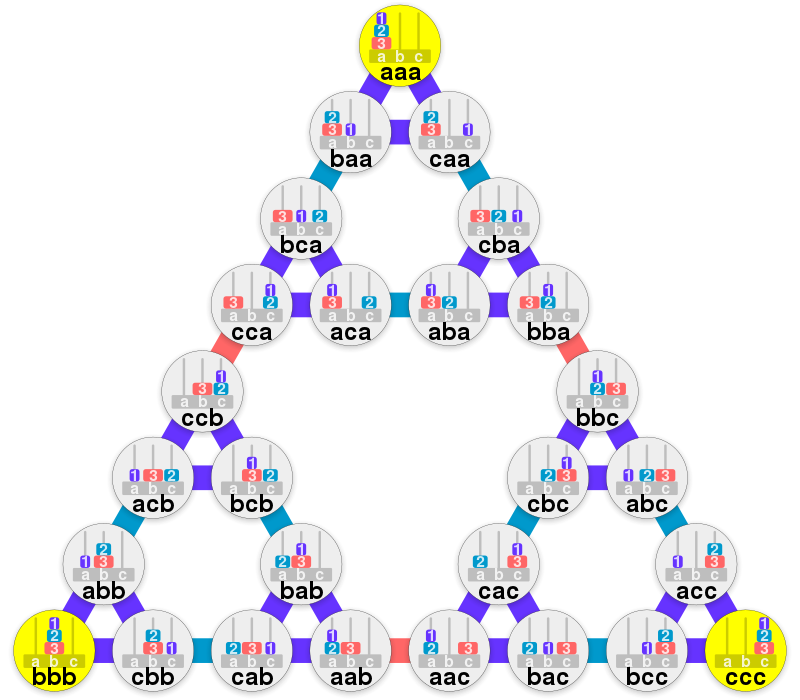 1
2
3
a b c
aaa
2
3 1
a b c
baa
2
3 1
a b c
caa
3 1 2
a b c
bca
3 2 1
a b c
cba
1
3 2
a b c
cca
1
3 2
a b c
aca
1
3 2
a b c
aba
1
3 2
a b c
bba
1
3 2
a b c
ccb
1
2 3
a b c
bbc
1 3 2
a b c
acb
1
3 2
a b c
bcb
1
2 3
a b c
cbc
1 2 3
a b c
abc
2
1 3
a b c
abb
1
2 3
a b c
bab
1
2 3
a b c
cac
2
1 3
a b c
acc
1
2
3
a b c
bbb
2
3 1
a b c
cbb
2 3 1
a b c
cab
1
2 3
a b c
aab
1
2 3
a b c
aac
2 1 3
a b c
bac
2
1 3
a b c
bcc
1
2
3
a b c
ccc